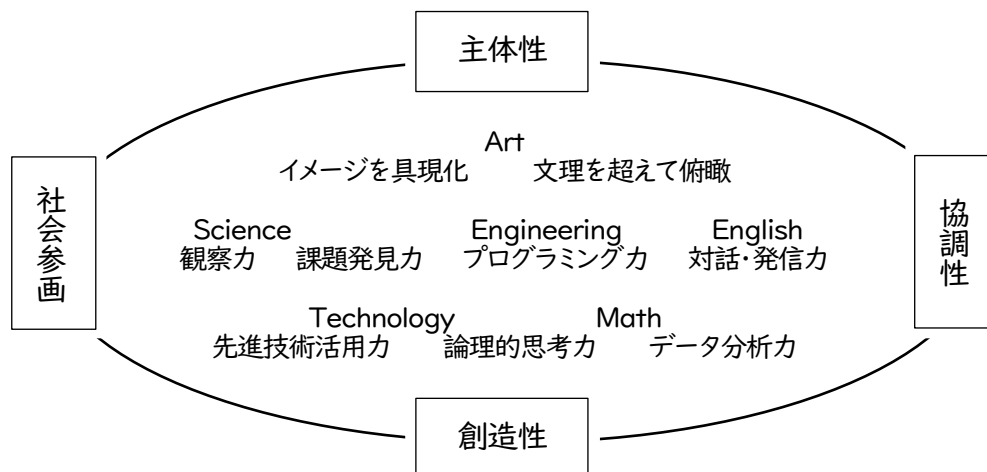 主体性
Art
イメージを具現化 文理を超えて俯瞰
社会参画
協調性
Science Engineering English
観察力 課題発見力 プログラミング力 対話・発信力
Technology Math
先進技術活用力 論理的思考力 データ分析力
創造性